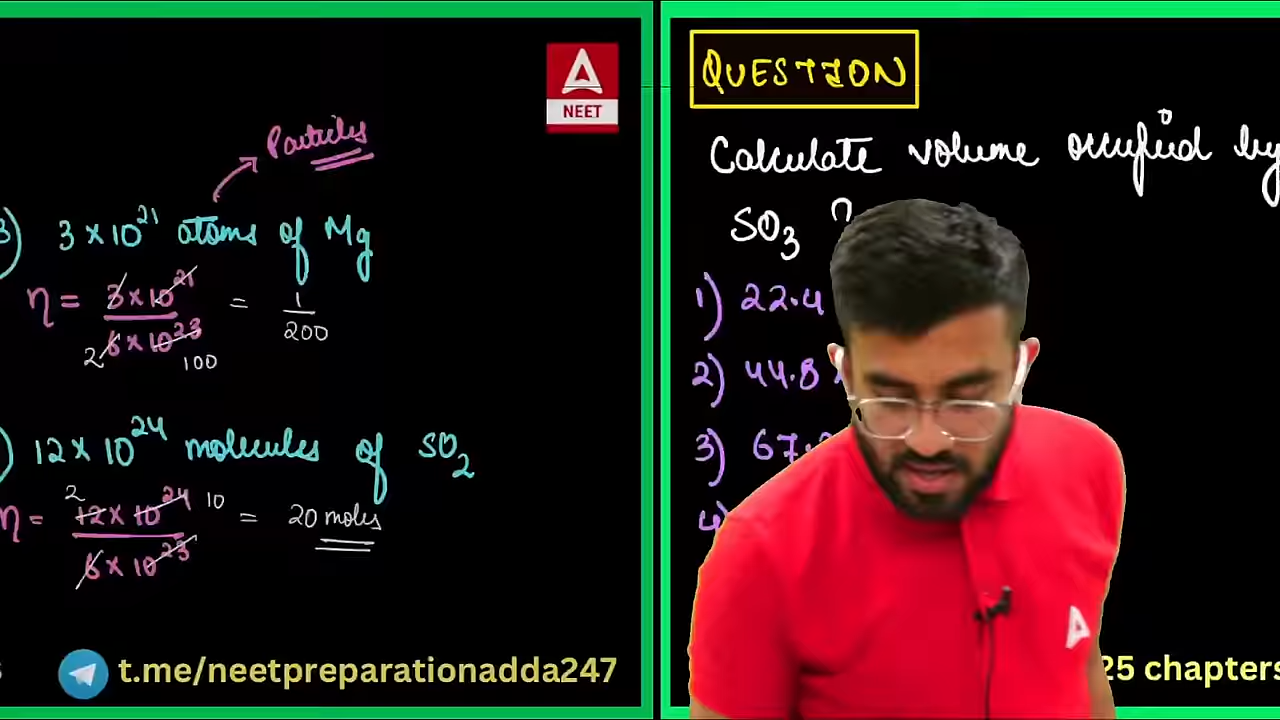 NEET
Particles
3) 3 × 10²¹ atoms of Mg
η = 3 × 10²¹ / 6 × 10²³ = 1 / 200
2 100
) 12 × 10²⁴ molecules of SO₂
η = 12 × 10²⁴ / 6 × 10²³ = 20 moles
2 10
t.me/neetpreparationadda247
QUESTION
Calculate volume occufied by
SO₃
1) 22.4
2) 44.8
3) 67.
4)
25 chapters